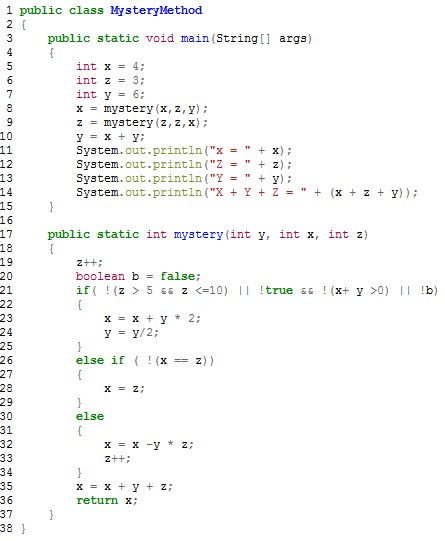 1 public class MysteryMethod
2 {
3 public static void main(String[] args)
4 {
5 int x = 4;
6 int z = 3;
7 int y = 6;
8 x = mystery(x,z,y);
9 z = mystery(z,z,x);
10 y = x + y;
11 System.out.println("x = " + x);
12 System.out.println("Z = " + z);
13 System.out.println("Y = " + y);
14 System.out.println("X + Y + Z = " + (x + z + y));
15 }
16
17 public static int mystery(int y, int x, int z)
18 {
19 z++;
20 boolean b = false;
21 if( !(z > 5 && z <=10) || !true && !(x+ y >0) || !b)
22 {
23 x = x + y * 2;
24 y = y/2;
25 }
26 else if ( !(x == z))
27 {
28 x = z;
29 }
30 else
31 {
32 x = x -y * z;
33 z++;
34 }
35 x = x + y + z;
36 return x;
37 }
38 }